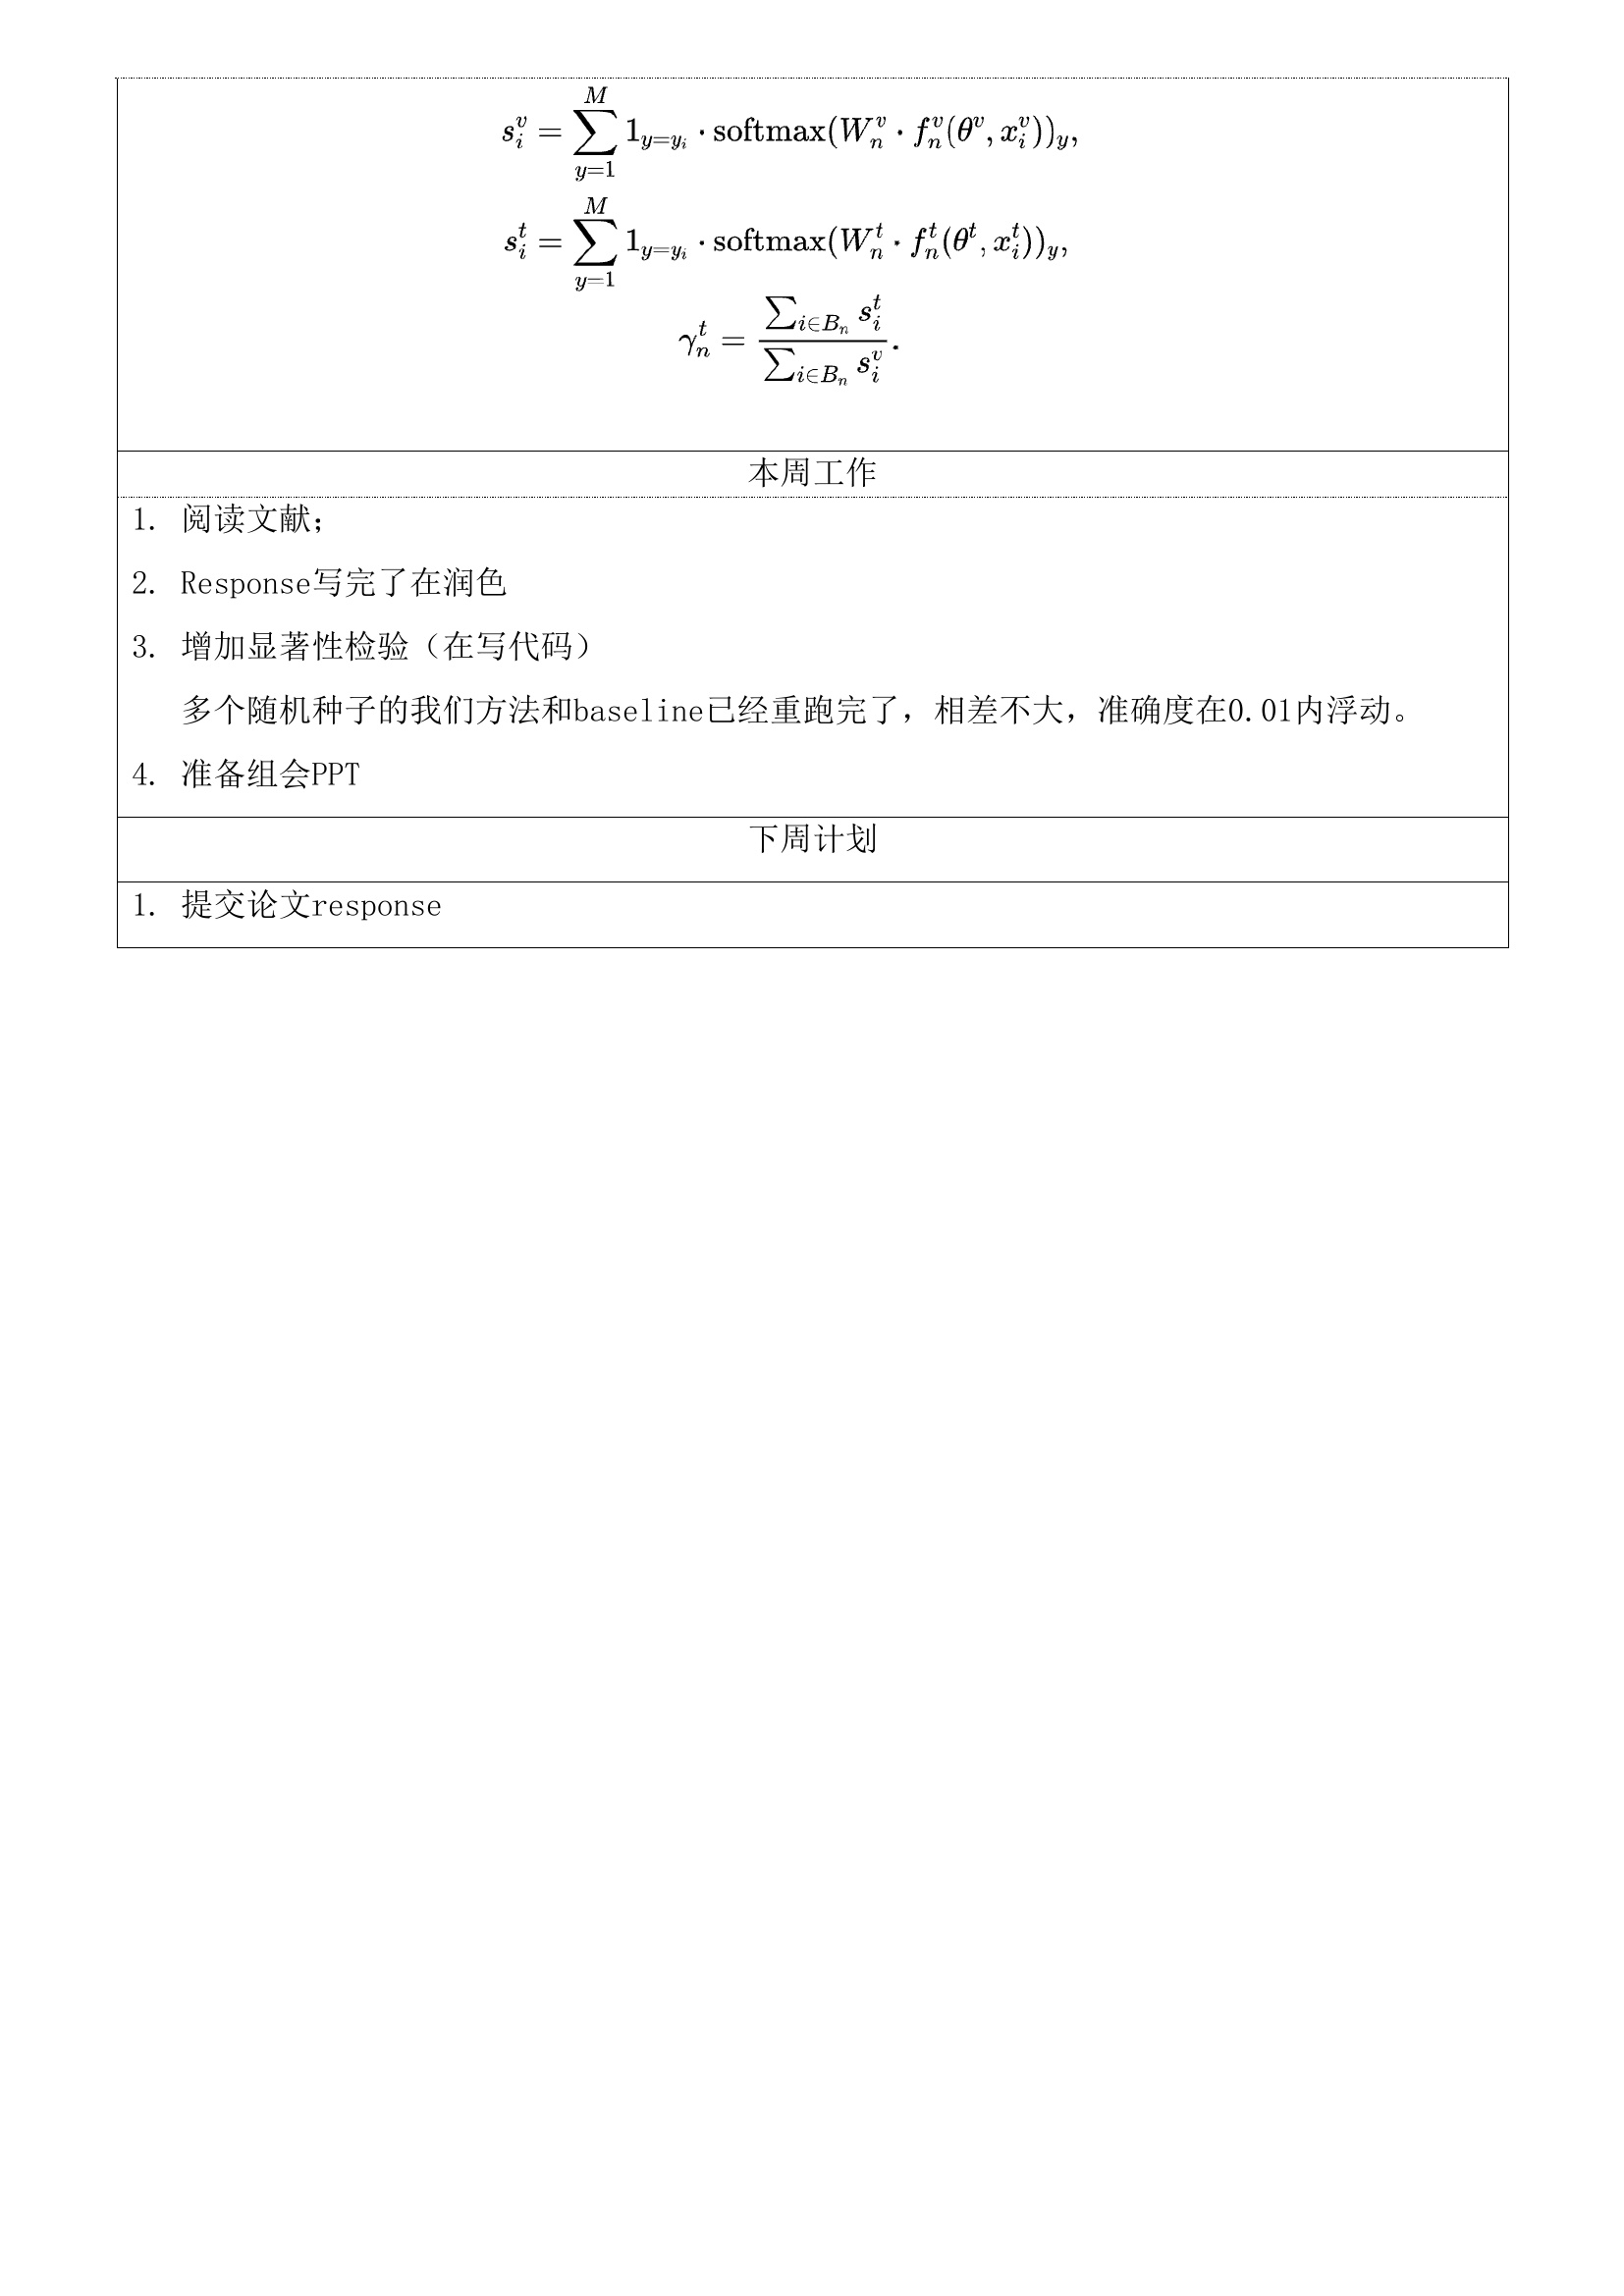 $s_i^v = \sum_{y=1}^{M} 1_{y=y_i} \cdot \text{softmax}(W_n^v \cdot f_n^v(\theta^v, x_i^v))_y,$
$s_i^t = \sum_{y=1}^{M} 1_{y=y_i} \cdot \text{softmax}(W_n^t \cdot f_n^t(\theta^t, x_i^t))_y,$
$\gamma_n^t = \frac{\sum_{i \in B_n} s_i^t}{\sum_{i \in B_n} s_i^v}.$
本周工作
1. 阅读文献；
2. Response写完了在润色
3. 增加显著性检验（在写代码）
多个随机种子的我们方法和baseline已经重跑完了，相差不大，准确度在0.01内浮动。
4. 准备组会PPT
下周计划
1. 提交论文response